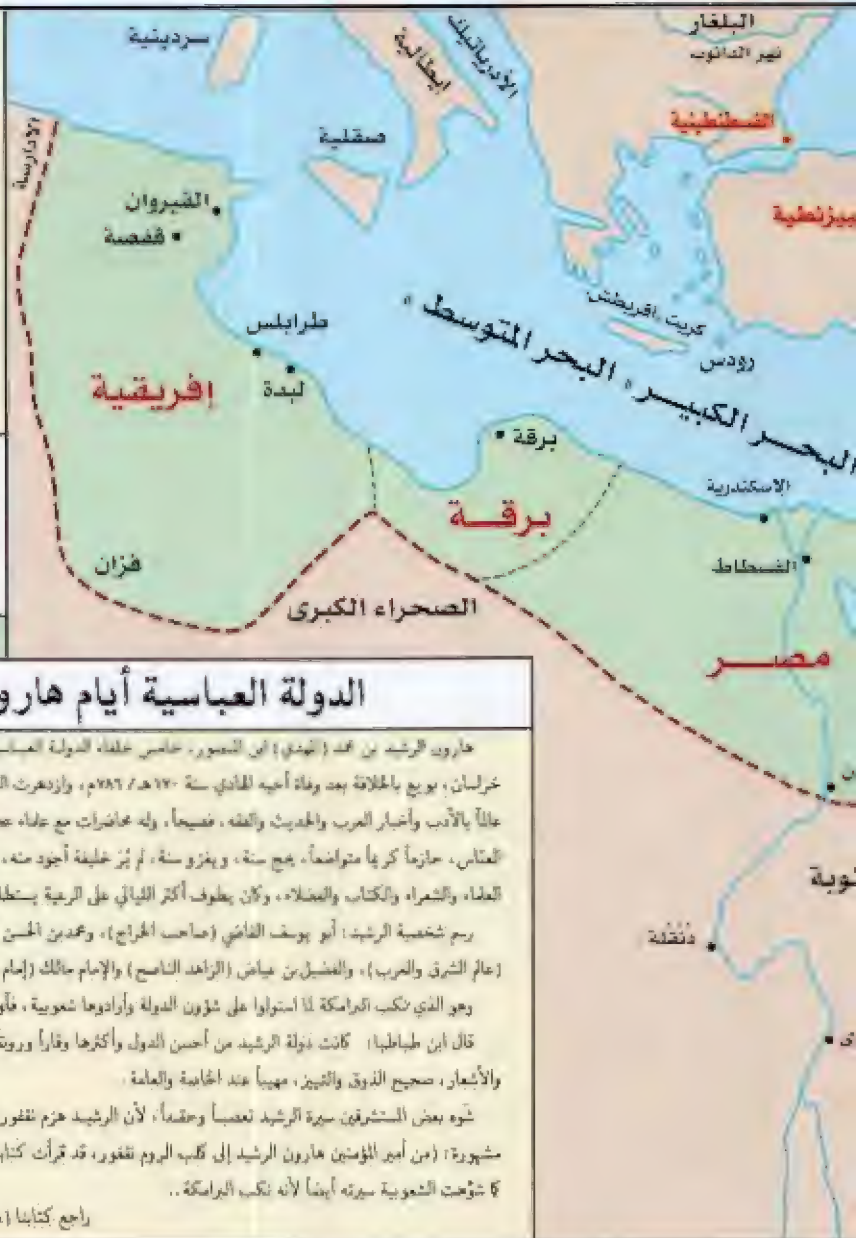 البلغار
نهر الدانوب
سردينية
إيطالية
الأدرياتيك
القسطنطينية
صقلية
الأدارسة
القيروان
قفصة
بيزنطية
كريت ، اقريطش
رودس
البحر الكبير « البحر المتوسط »
طرابلس
لبدة
إفريقية
برقة
برقة
الاسكندرية
الفسطاط
فزان
الصحراء الكبرى
مصر
دنقلة
الدولة العباسية أيام هارو
هارون الرشيد بن محمد ( المهدي ) ابن المنصور ، خامس خلفاء الدولة العباس
خراسان ، بويع بالخلافة بعد وفاة أخيه الهادي سنة ١٧٠ هـ / ٧٨٦ م ، وازدهرت ال
عالماً بالأدب وأخبار العرب والحديث والفقه ، فصيحاً ، وله محاضرات مع علماء عص
العباس ، حازماً كريماً متواضعاً ، يحج سنة ، ويغزو سنة ، لم يُرَ خليفة أجود منه ،
العلماء والشعراء والكتاب والفضلاء ، وكان يطوف أكثر الليالي على الرعية
رسم شخصية الرشيد : أبو يوسف القاضي ( صاحب الخراج ) ، ومحمد بن الحسن
( عالم الشرق والعرب ) ، والفضيل بن عياض ( الزاهد الناصح ) والإمام مالك ( إمام
وهو الذي نكب البرامكة لما استولوا على شؤون الدولة وأرادوها شعوبية ،
قال ابن طباطبا : كانت دولة الرشيد من أحسن الدول وأكثرها وقاراً
والأشعار ، صحيح الذوق والتمييز ، مهيباً عند الخاصة والعامة .
شوه بعض المستشرقين سيرة الرشيد تعصباً وحقداً ، لأن الرشيد هزم نقفور
مشهورة : ( من أمير المؤمنين هارون الرشيد إلى كلب الروم نقفور ، قد قرأت كتاب
كما شوّهت الشعوبية سيرته أيضاً لأنه نكب البرامكة ..
راجع كتابنا (